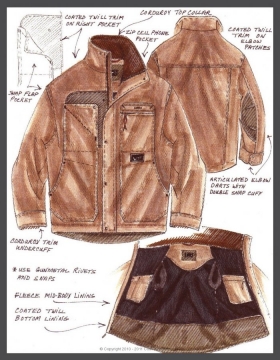 COATED TWILL TRIM
ON RIGHT POCKET
CORDUROY TOP COLLAR
ZIP CELL PHONE
POCKET
COATED TWILL
TRIM ON
ELBOW
PATCHES
SNAP FLAP
POCKET
ARTICULATED ELBOW
DARTS WITH
DOUBLE SNAP CUFF
CORDUROY TRIM
UNDERCUFF
* USE GUNMETAL RIVETS
AND SNAPS
FLEECE MID-BODY LINING
COATED TWILL
BOTTOM LINING